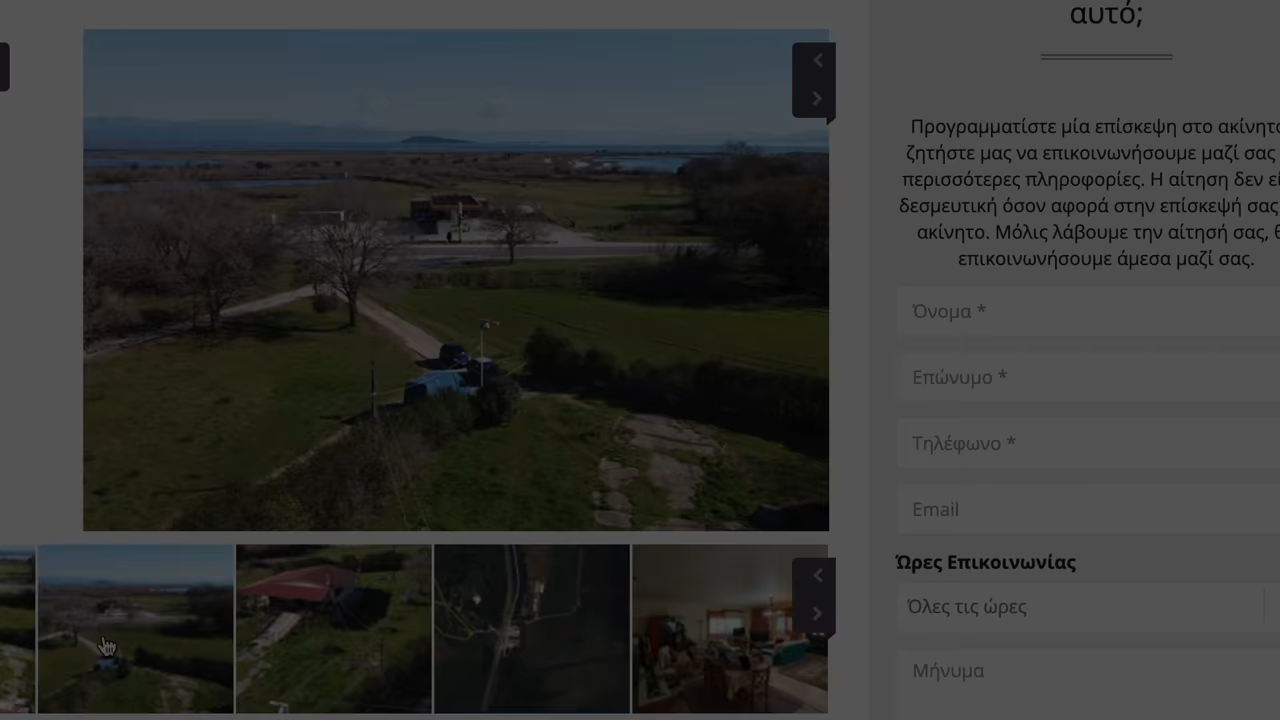 αυτό;
Προγραμματίστε μία επίσκεψη στο ακίνητο
ζητήστε μας να επικοινωνήσουμε μαζί σας
περισσότερες πληροφορίες. Η αίτηση δεν εί
δεσμευτική όσον αφορά στην επίσκεψή σας
ακίνητο. Μόλις λάβουμε την αίτησή σας, θ
επικοινωνήσουμε άμεσα μαζί σας.
Όνομα *
Επώνυμο *
Τηλέφωνο *
Email
Ώρες Επικοινωνίας
Όλες τις ώρες
Μήνυμα